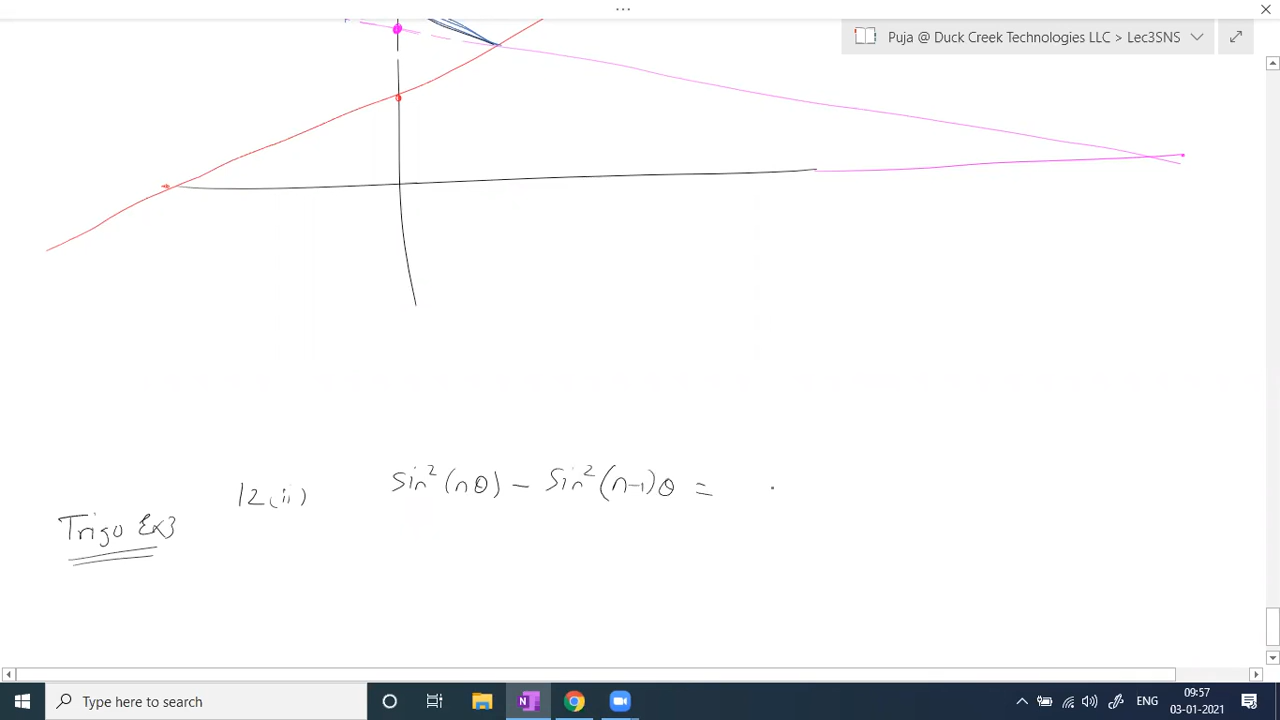 Puja @ Duck Creek Technologies LLC > Lec3SNS
12(ii) sin²(nθ) – sin²(n-1)θ =
Trigo Ex3
Type here to search
ENG
09:57
03-01-2021